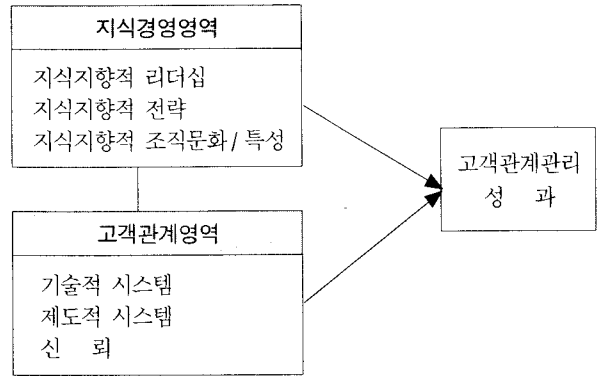 지식경영영역
지식지향적 리더십
지식지향적 전략
지식지향적 조직문화 / 특성
고객관계영역
기술적 시스템
제도적 시스템
신 뢰
고객관계관리
성 과